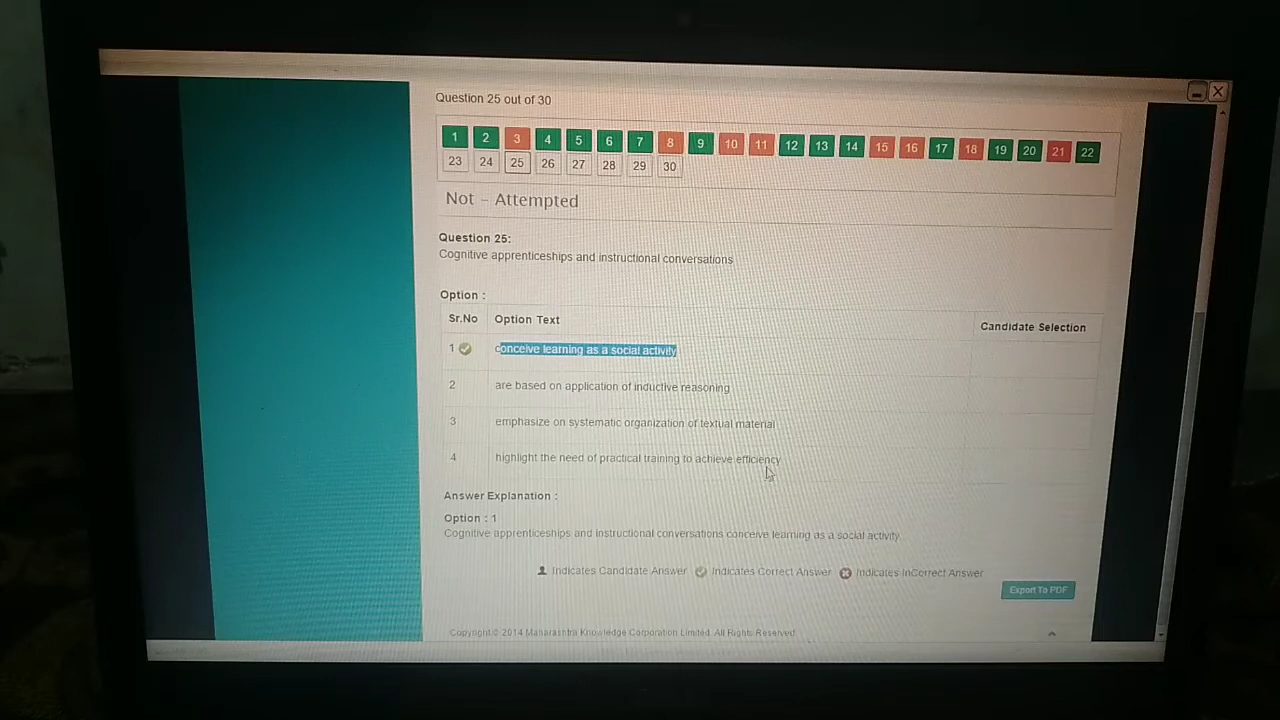 Question 25 out of 30
1 2 3 4 5 6 7 8 9 10 11 12 13 14 15 16 17 18 19 20 21 22
23 24 25 26 27 28 29 30
Not - Attempted
Question 25:
Cognitive apprenticeships and instructional conversations
Option :
Sr.No Option Text Candidate Selection
1 conceive learning as a social activity
2 are based on application of inductive reasoning
3 emphasize on systematic organization of textual material
4 highlight the need of practical training to achieve efficiency
Answer Explanation :
Option : 1
Cognitive apprenticeships and instructional conversations conceive learning as a social activity.
Indicates Candidate Answer Indicates Correct Answer Indicates InCorrect Answer
Export To PDF
Copyright© 2014 Maharashtra Knowledge Corporation Limited. All Rights Reserved.